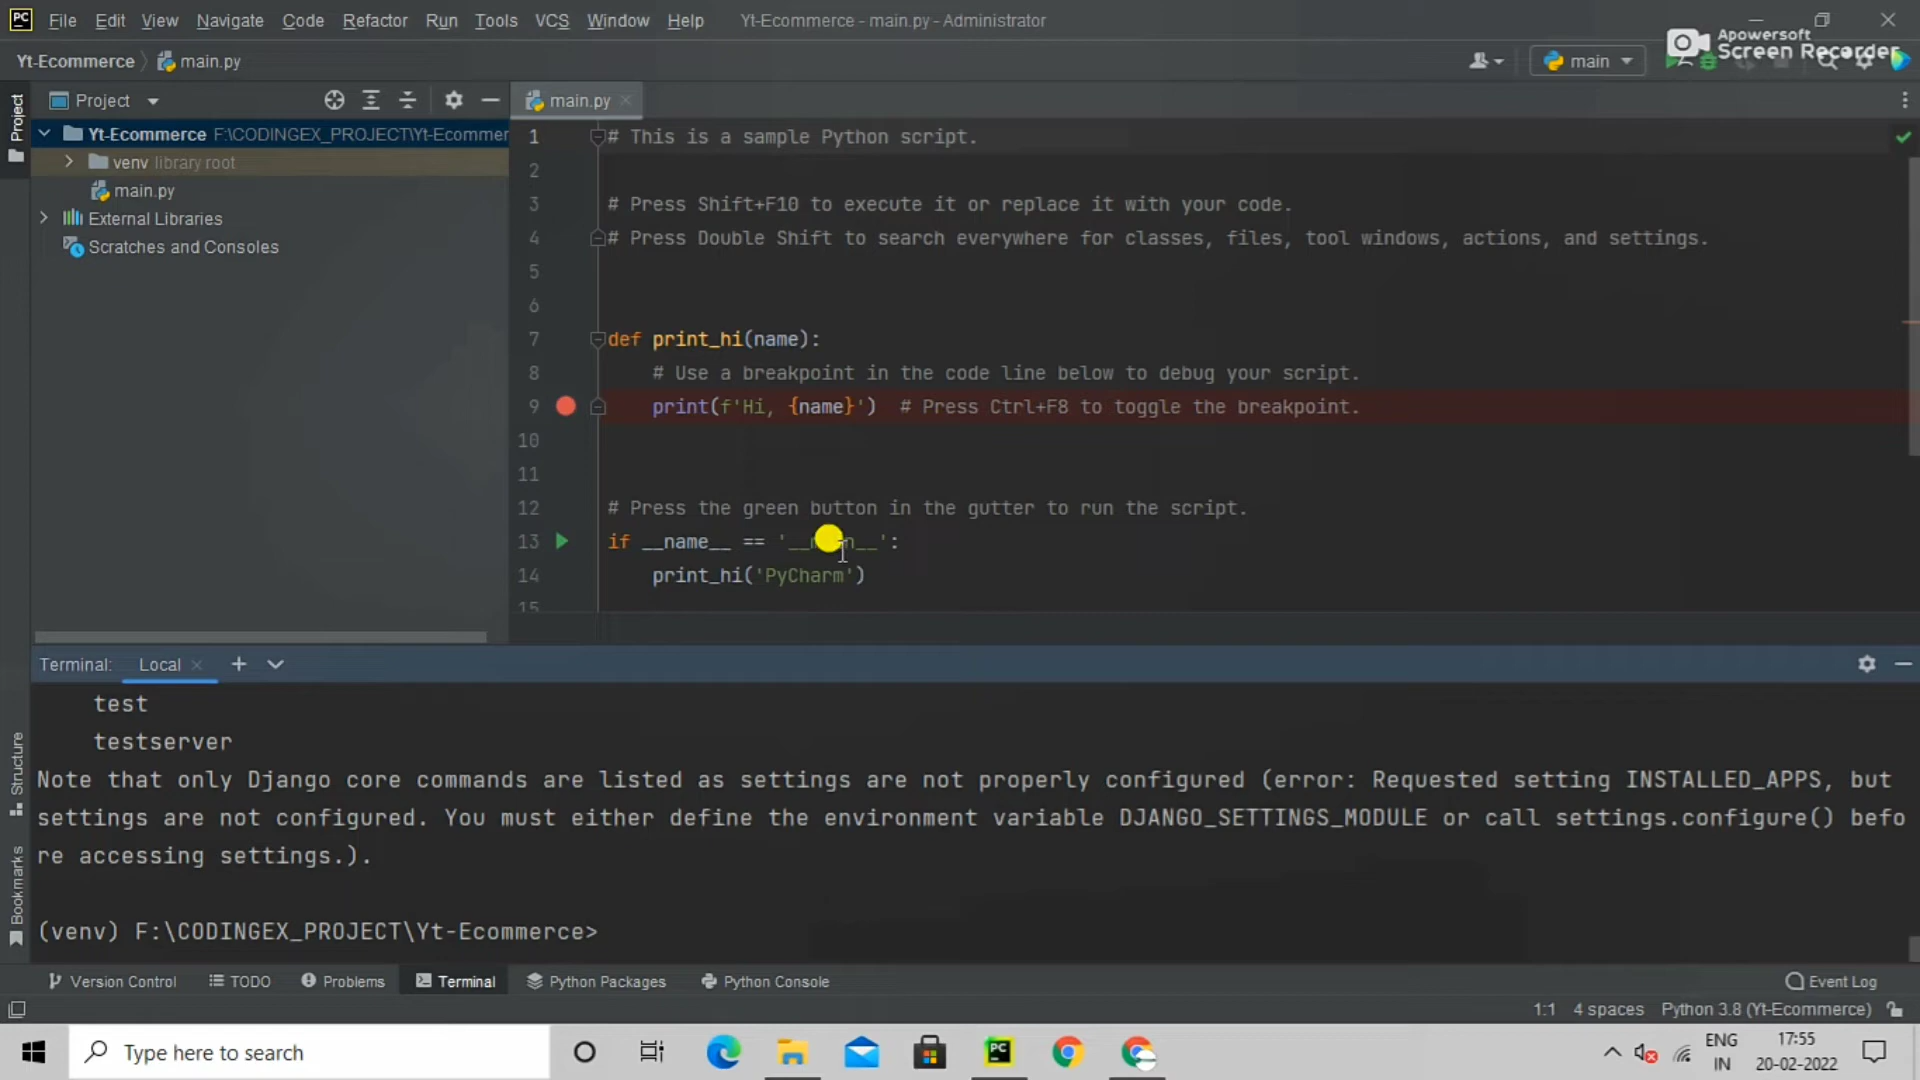 PC File Edit View Navigate Code Refactor Run Tools VCS Window Help Yt-Ecommerce - main.py - Administrator
Apowersoft
Screen Recorder
Yt-Ecommerce main.py main
Project main.py
Project
Yt-Ecommerce F:\CODINGEX_PROJECT\Yt-Ecommer
venv library root
main.py
External Libraries
Scratches and Consoles
1 # This is a sample Python script.
2
3 # Press Shift+F10 to execute it or replace it with your code.
4 # Press Double Shift to search everywhere for classes, files, tool windows, actions, and settings.
5
6
7 def print_hi(name):
8 # Use a breakpoint in the code line below to debug your script.
9 print(f'Hi, {name}') # Press Ctrl+F8 to toggle the breakpoint.
10
11
12 # Press the green button in the gutter to run the script.
13 if __name__ == '__main__':
14 print_hi('PyCharm')
15
Terminal: Local
test
testserver
Note that only Django core commands are listed as settings are not properly configured (error: Requested setting INSTALLED_APPS, but
settings are not configured. You must either define the environment variable DJANGO_SETTINGS_MODULE or call settings.configure() befo
re accessing settings.).
(venv) F:\CODINGEX_PROJECT\Yt-Ecommerce>
Structure
Bookmarks
Version Control TODO Problems Terminal Python Packages Python Console Event Log
1:1 4 spaces Python 3.8 (Yt-Ecommerce)
Type here to search
PC
ENG
IN
17:55
20-02-2022